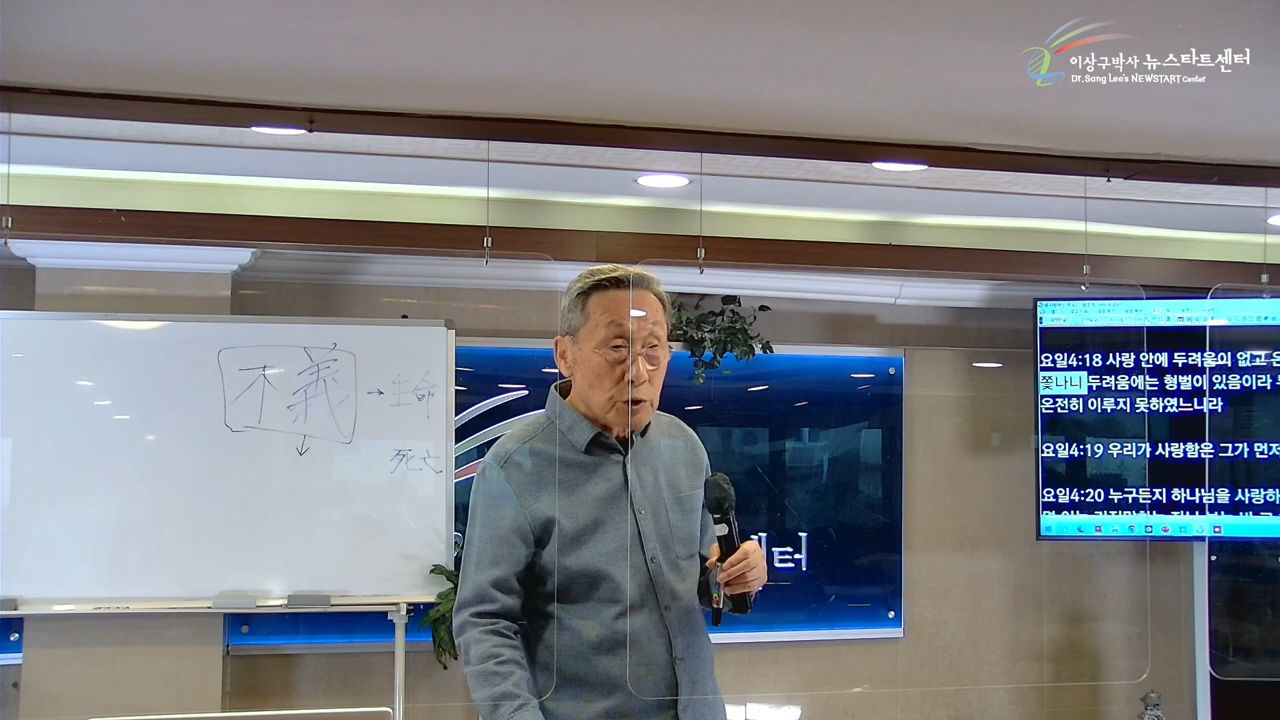 이상구박사 뉴스타트센터
Dr. Sang Lee's NEWSTART Center
不義 → 生命
死亡
센터
요일4:18 사랑 안에 두려움이 없고 온
쫓나니 두려움에는 형벌이 있음이라
온전히 이루지 못하였느니라
요일4:19 우리가 사랑함은 그가 먼저
요일4:20 누구든지 하나님을 사랑하